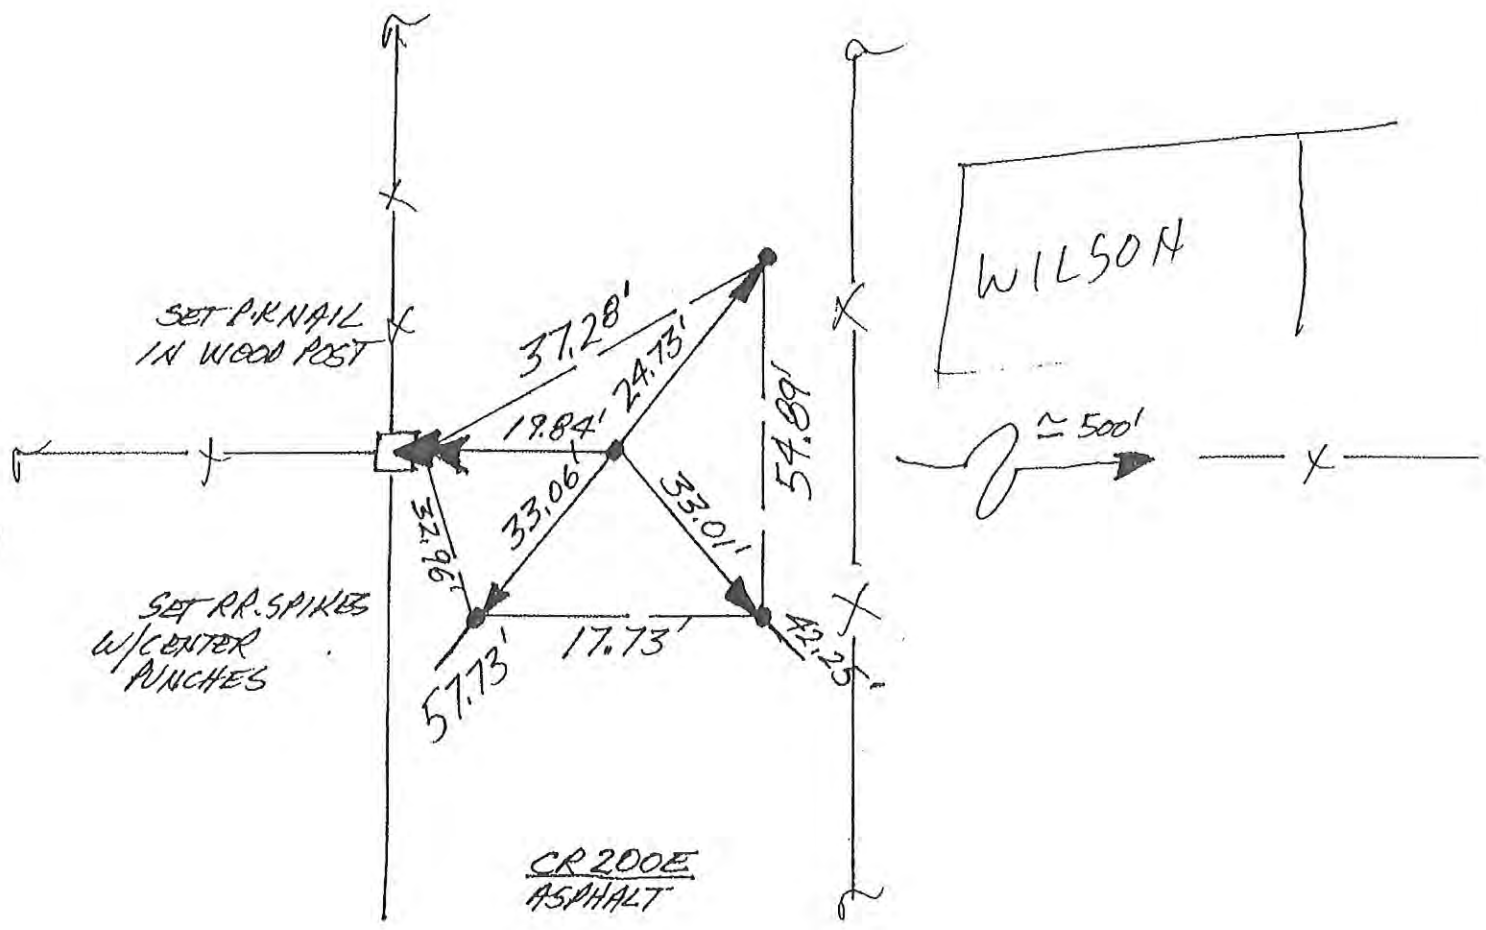 WILSON
SET P.K NAIL
IN WOOD POST
37.28'
24.73'
19.84'
54.89'
≃ 500'
33.06'
33.01'
32.96'
SET RR. SPIKES
W/CENTER
PUNCHES
17.73'
42.25'
57.73'
CR 200E
ASPHALT